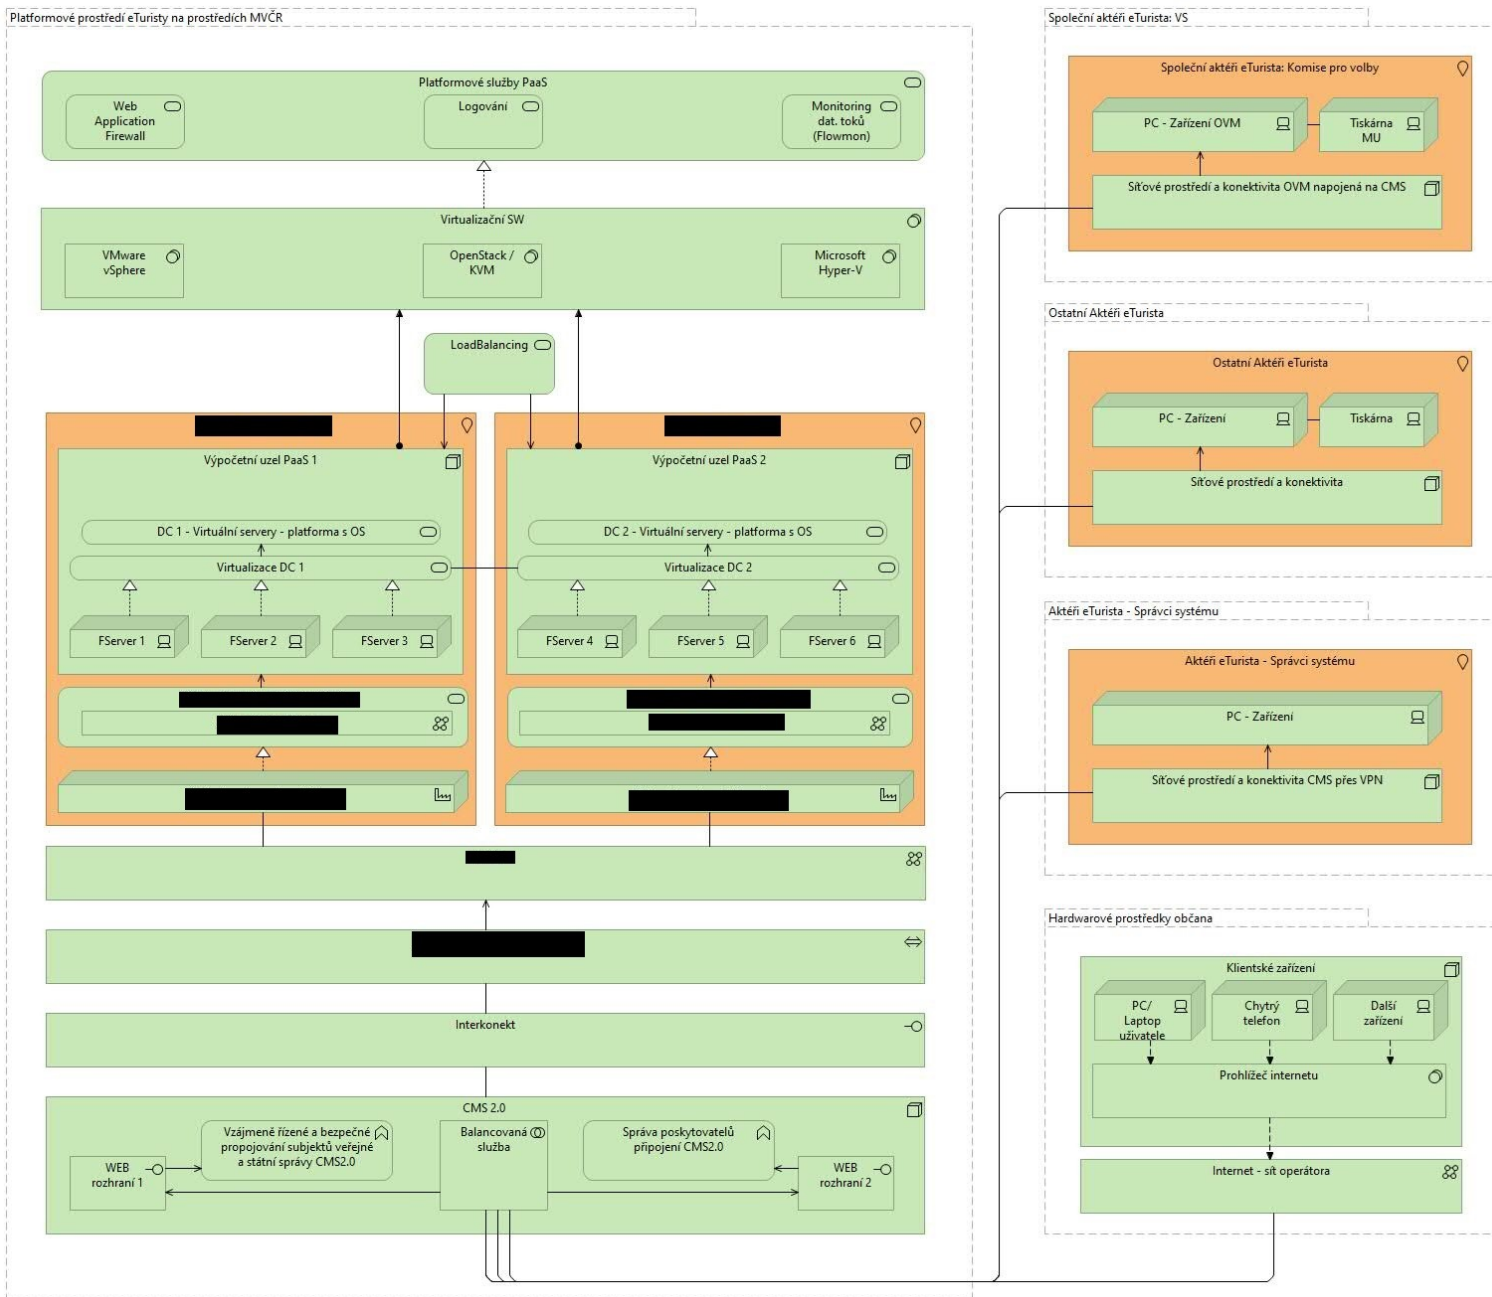 Platformové prostředí eTuristy na prostředích MVČR
Platformové služby PaaS
Web
Application
Firewall
Logování
Monitoring
dat. toků
(Flowmon)
Virtualizační SW
VMware
vSphere
OpenStack /
KVM
Microsoft
Hyper-V
LoadBalancing
Výpočetní uzel PaaS 1
DC 1 - Virtuální servery - platforma s OS
Virtualizace DC 1
FServer 1
FServer 2
FServer 3
Výpočetní uzel PaaS 2
DC 2 - Virtuální servery - platforma s OS
Virtualizace DC 2
FServer 4
FServer 5
FServer 6
Interkonekt
CMS 2.0
Vzájmeně řízené a bezpečné
propojování subjektů veřejné
a státní správy CMS2.0
Balancovaná
služba
Správa poskytovatelů
připojení CMS2.0
WEB
rozhraní 1
WEB
rozhraní 2
Společní aktéři eTurista: VS
Společní aktéři eTurista: Komise pro volby
PC - Zařízení OVM
Tiskárna
MU
Síťové prostředí a konektivita OVM napojená na CMS
Ostatní Aktéři eTurista
Ostatní Aktéři eTurista
PC - Zařízení
Tiskárna
Síťové prostředí a konektivita
Aktéři eTurista - Správci systému
Aktéři eTurista - Správci systému
PC - Zařízení
Síťové prostředí a konektivita CMS přes VPN
Hardwarové prostředky občana
Klientské zařízení
PC/
Laptop
uživatele
Chytrý
telefon
Další
zařízení
Prohlížeč internetu
Internet - sít operátora